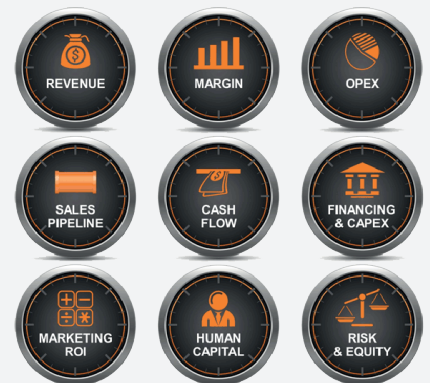 REVENUE
MARGIN
OPEX
SALES
PIPELINE
CASH
FLOW
FINANCING
& CAPEX
MARKETING
ROI
HUMAN
CAPITAL
RISK
& EQUITY